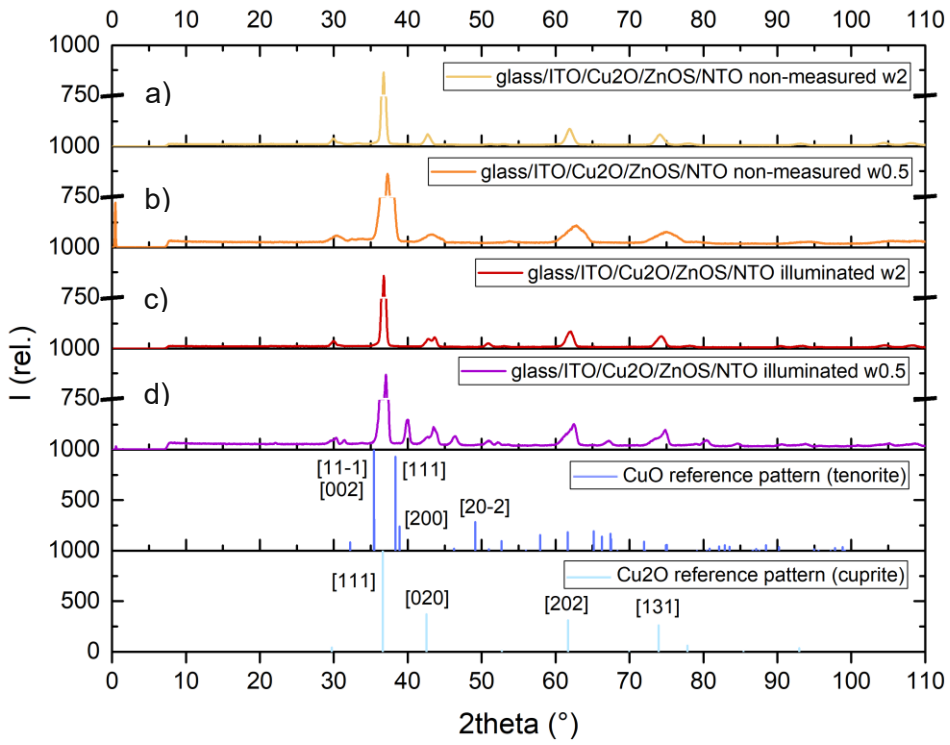 0 10 20 30 40 50 60 70 80 90 100 110
1000
a)
glass/ITO/Cu2O/ZnOS/NTO non-measured w2
750
1000
b)
glass/ITO/Cu2O/ZnOS/NTO non-measured w0.5
750
1000
c)
glass/ITO/Cu2O/ZnOS/NTO illuminated w2
750
1000
d)
glass/ITO/Cu2O/ZnOS/NTO illuminated w0.5
750
1000
[11-1] [111]
CuO reference pattern (tenorite)
[002]
500
[200] [20-2]
1000
[111]
Cu2O reference pattern (cuprite)
500
[020] [202] [131]
0
I (rel.)
0 10 20 30 40 50 60 70 80 90 100 110
2theta (°)